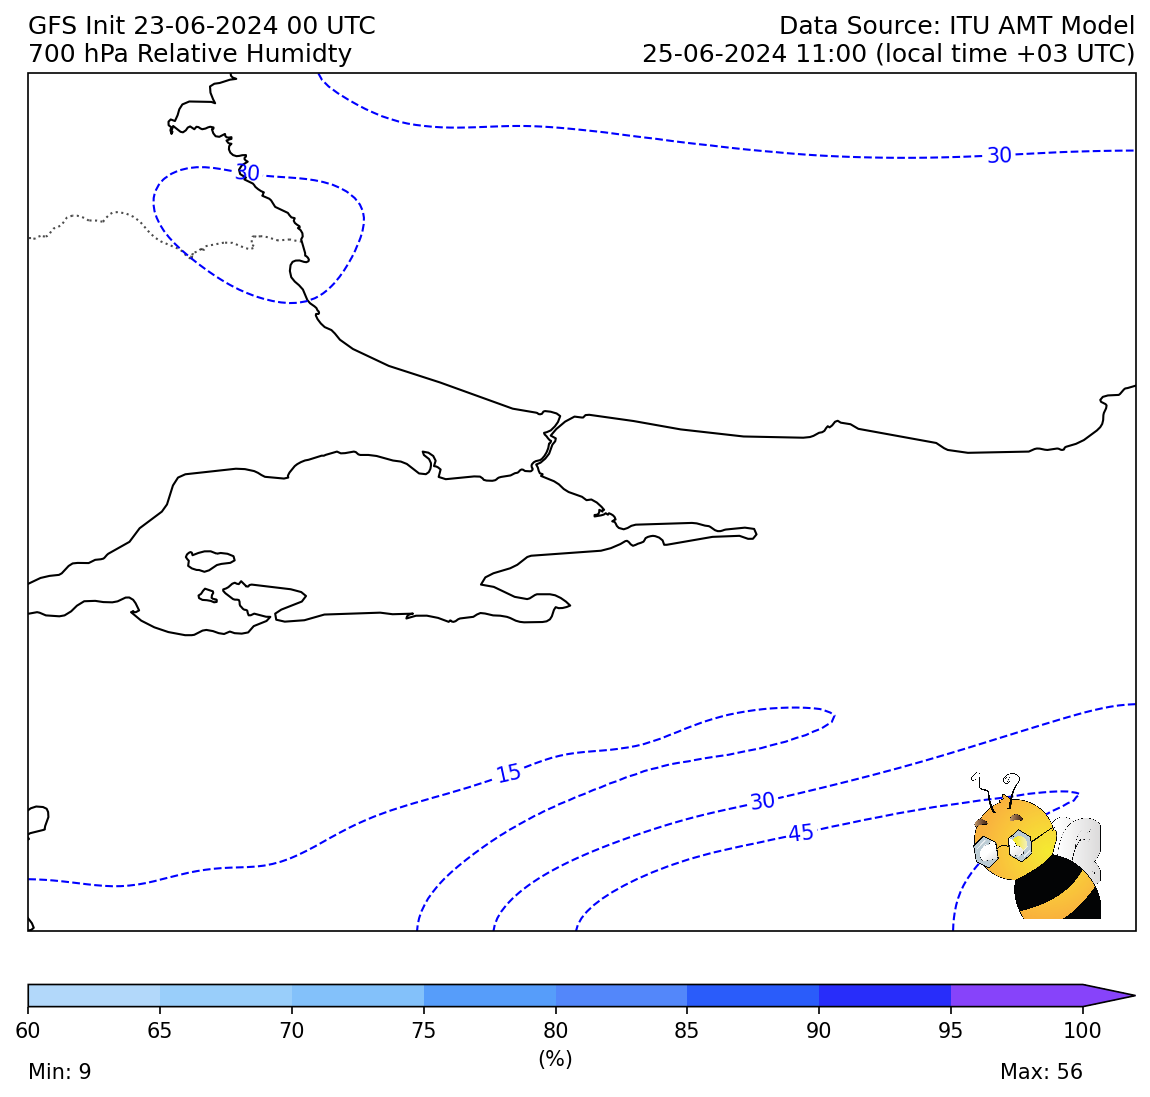 GFS Init 23-06-2024 00 UTC
Data Source: ITU AMT Model
700 hPa Relative Humidty
25-06-2024 11:00 (local time +03 UTC)
30
30
15
30
45
60 65 70 75 80 85 90 95 100
(%)
Min: 9
Max: 56